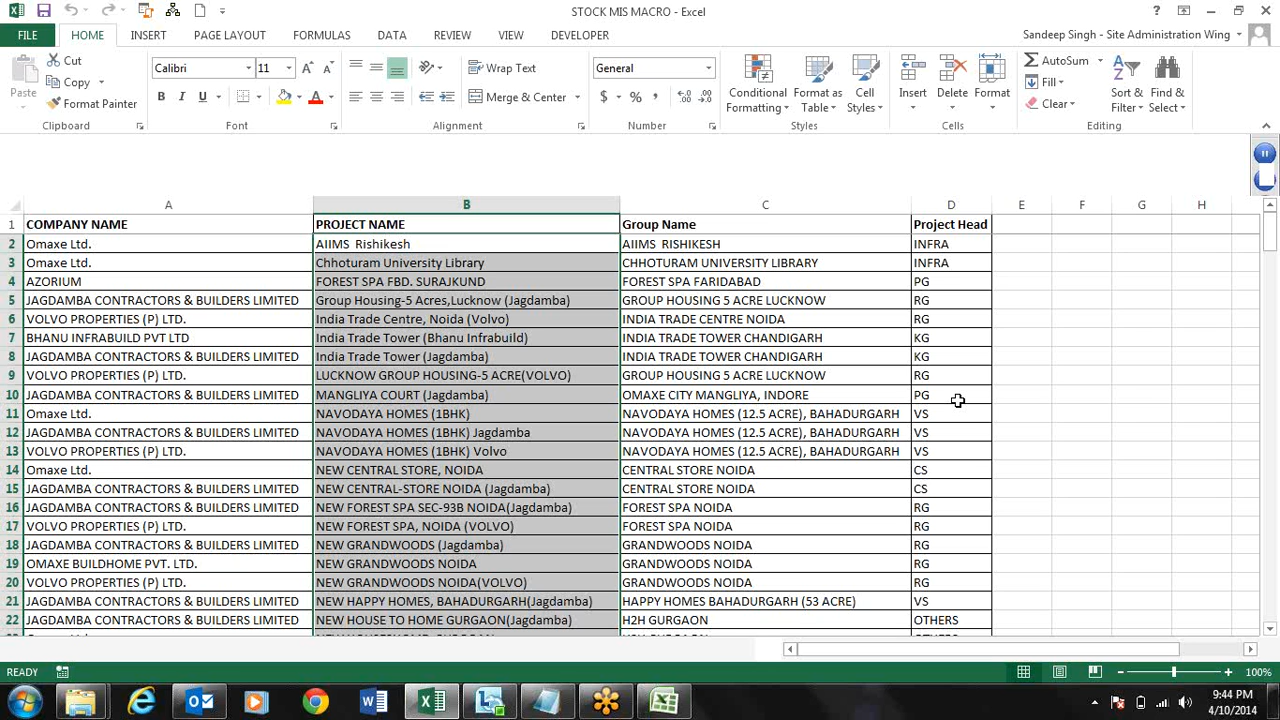 STOCK MIS MACRO - Excel
?
FILE HOME INSERT PAGE LAYOUT FORMULAS DATA REVIEW VIEW DEVELOPER Sandeep Singh - Site Administration Wing
Paste
Cut
Copy
Format Painter
Clipboard
Calibri 11
B I U A
Font
Wrap Text
Merge & Center
Alignment
General
$ % ,
Number
Conditional Formatting
Format as Table
Cell Styles
Styles
Insert Delete Format
Cells
AutoSum
Fill
Clear
Sort & Filter
Find & Select
Editing
A B C D E F G H
1 COMPANY NAME PROJECT NAME Group Name Project Head
2 Omaxe Ltd. AIIMS Rishikesh AIIMS RISHIKESH INFRA
3 Omaxe Ltd. Chhoturam University Library CHHOTURAM UNIVERSITY LIBRARY INFRA
4 AZORIUM FOREST SPA FBD. SURAJKUND FOREST SPA FARIDABAD PG
5 JAGDAMBA CONTRACTORS & BUILDERS LIMITED Group Housing-5 Acres,Lucknow (Jagdamba) GROUP HOUSING 5 ACRE LUCKNOW RG
6 VOLVO PROPERTIES (P) LTD. India Trade Centre, Noida (Volvo) INDIA TRADE CENTRE NOIDA RG
7 BHANU INFRABUILD PVT LTD India Trade Tower (Bhanu Infrabuild) INDIA TRADE TOWER CHANDIGARH KG
8 JAGDAMBA CONTRACTORS & BUILDERS LIMITED India Trade Tower (Jagdamba) INDIA TRADE TOWER CHANDIGARH KG
9 VOLVO PROPERTIES (P) LTD. LUCKNOW GROUP HOUSING-5 ACRE(VOLVO) GROUP HOUSING 5 ACRE LUCKNOW RG
10 JAGDAMBA CONTRACTORS & BUILDERS LIMITED MANGLIYA COURT (Jagdamba) OMAXE CITY MANGLIYA, INDORE PG
11 Omaxe Ltd. NAVODAYA HOMES (1BHK) NAVODAYA HOMES (12.5 ACRE), BAHADURGARH VS
12 JAGDAMBA CONTRACTORS & BUILDERS LIMITED NAVODAYA HOMES (1BHK) Jagdamba NAVODAYA HOMES (12.5 ACRE), BAHADURGARH VS
13 VOLVO PROPERTIES (P) LTD. NAVODAYA HOMES (1BHK) Volvo NAVODAYA HOMES (12.5 ACRE), BAHADURGARH VS
14 Omaxe Ltd. NEW CENTRAL STORE, NOIDA CENTRAL STORE NOIDA CS
15 JAGDAMBA CONTRACTORS & BUILDERS LIMITED NEW CENTRAL-STORE NOIDA (Jagdamba) CENTRAL STORE NOIDA CS
16 JAGDAMBA CONTRACTORS & BUILDERS LIMITED NEW FOREST SPA SEC-93B NOIDA(Jagdamba) FOREST SPA NOIDA RG
17 VOLVO PROPERTIES (P) LTD. NEW FOREST SPA, NOIDA (VOLVO) FOREST SPA NOIDA RG
18 JAGDAMBA CONTRACTORS & BUILDERS LIMITED NEW GRANDWOODS (Jagdamba) GRANDWOODS NOIDA RG
19 OMAXE BUILDHOME PVT. LTD. NEW GRANDWOODS NOIDA GRANDWOODS NOIDA RG
20 VOLVO PROPERTIES (P) LTD. NEW GRANDWOODS NOIDA(VOLVO) GRANDWOODS NOIDA RG
21 JAGDAMBA CONTRACTORS & BUILDERS LIMITED NEW HAPPY HOMES, BAHADURGARH(Jagdamba) HAPPY HOMES BAHADURGARH (53 ACRE) VS
22 JAGDAMBA CONTRACTORS & BUILDERS LIMITED NEW HOUSE TO HOME GURGAON(Jagdamba) H2H GURGAON OTHERS
READY 100%
9:44 PM
4/10/2014